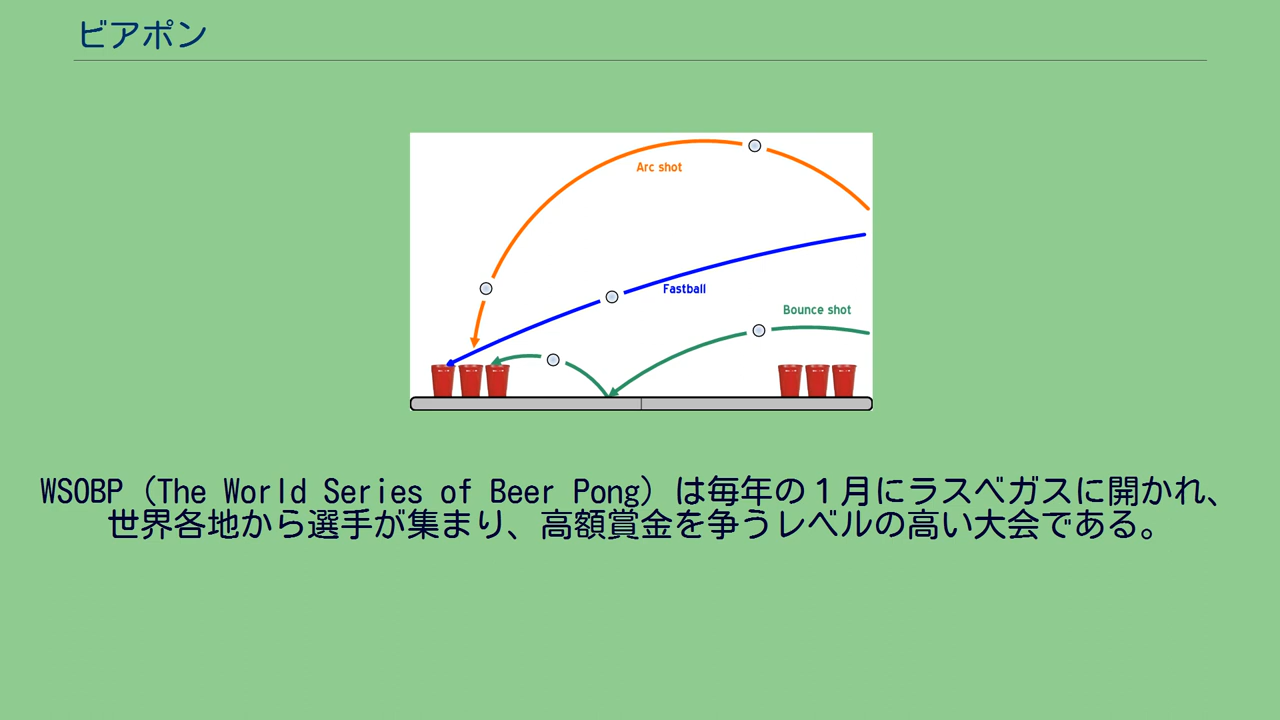 ビアポン
Arc shot
Fastball
Bounce shot
WSOBP（The World Series of Beer Pong）は毎年の１月にラスベガスに開かれ、
世界各地から選手が集まり、高額賞金を争うレベルの高い大会である。